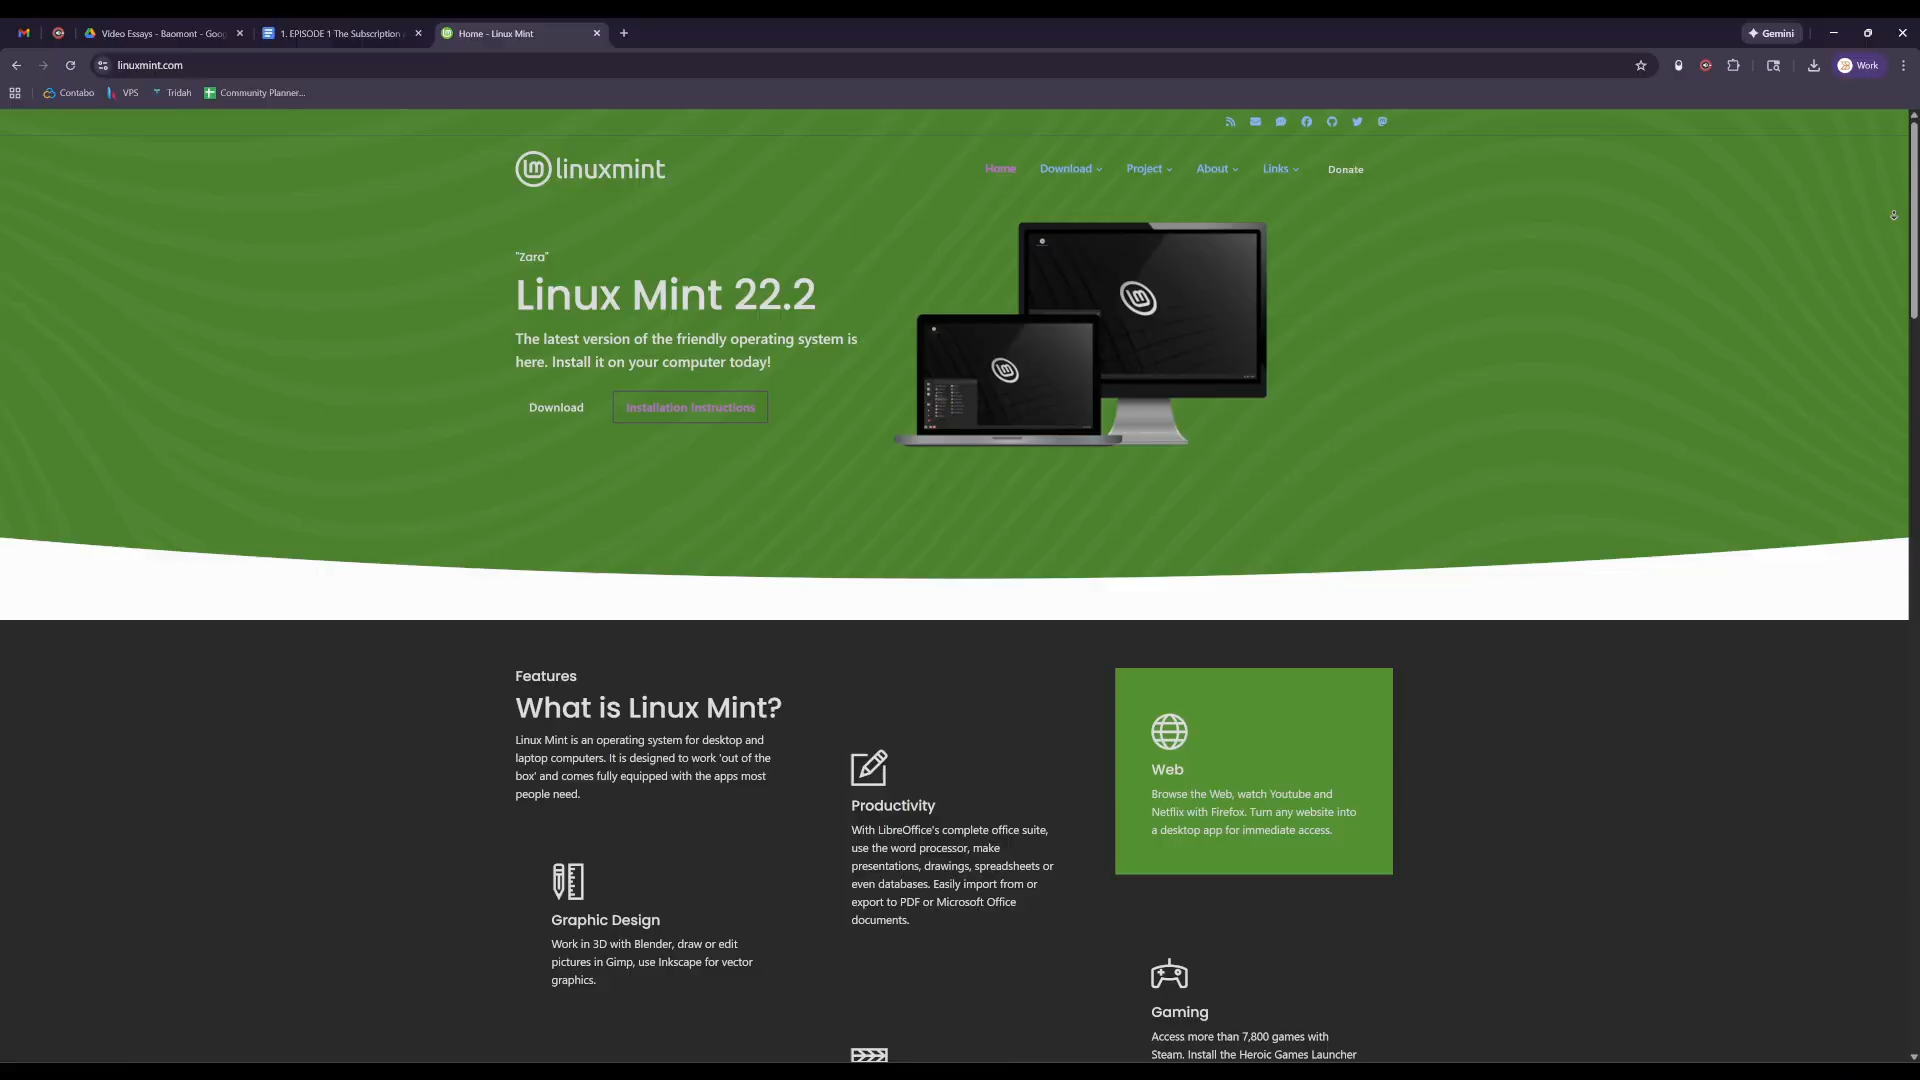 Video Essays - Baomont - Goog
1. EPISODE 1 The Subscription
Home - Linux Mint
Gemini
linuxmint.com
Work
Contabo
VPS
Tridah
Community Planner...
linuxmint
Home
Download
Project
About
Links
Donate
"Zara"
Linux Mint 22.2
The latest version of the friendly operating system is
here. Install it on your computer today!
Download
Installation Instructions
Features
What is Linux Mint?
Linux Mint is an operating system for desktop and
laptop computers. It is designed to work 'out of the
box' and comes fully equipped with the apps most
people need.
Graphic Design
Work in 3D with Blender, draw or edit
pictures in Gimp, use Inkscape for vector
graphics.
Productivity
With LibreOffice's complete office suite,
use the word processor, make
presentations, drawings, spreadsheets or
even databases. Easily import from or
export to PDF or Microsoft Office
documents.
Web
Browse the Web, watch Youtube and
Netflix with Firefox. Turn any website into
a desktop app for immediate access.
Gaming
Access more than 7,800 games with
Steam. Install the Heroic Games Launcher